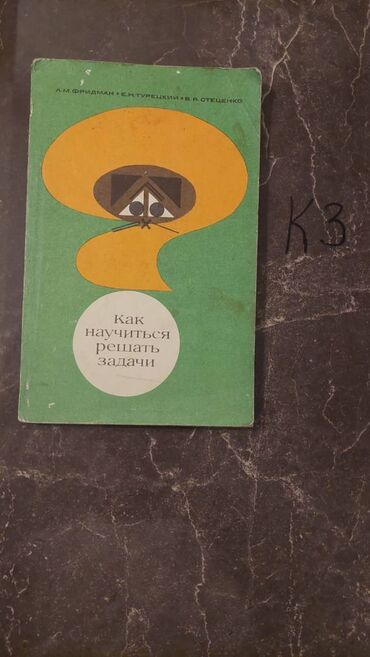 Л.М.ФРИДМАН • Е.Н.ТУРЕЦКИЙ • В.Я.СТЕЦЕНКО
Как
научиться
решать
задачи
К3